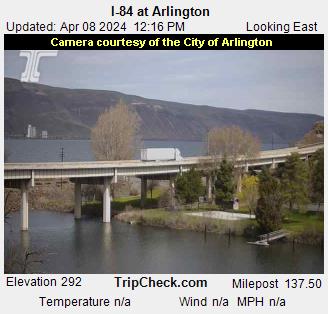 I-84 at Arlington
Updated: Apr 08 2024 12:16 PM Looking East
Camera courtesy of the City of Arlington
Elevation 292 TripCheck.com Milepost 137.50
Temperature n/a Wind n/a MPH n/a